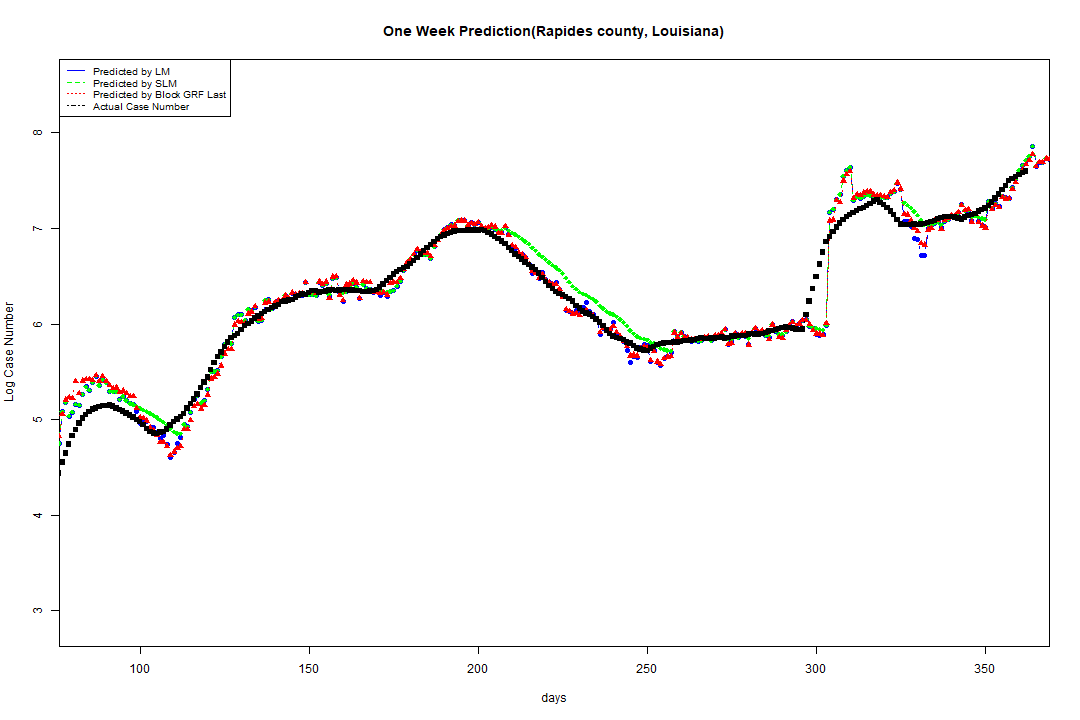 One Week Prediction(Rapides county, Louisiana)
Predicted by LM
Predicted by SLM
Predicted by Block GRF Last
Actual Case Number
8
7
6
5
4
3
Log Case Number
100 150 200 250 300 350
days